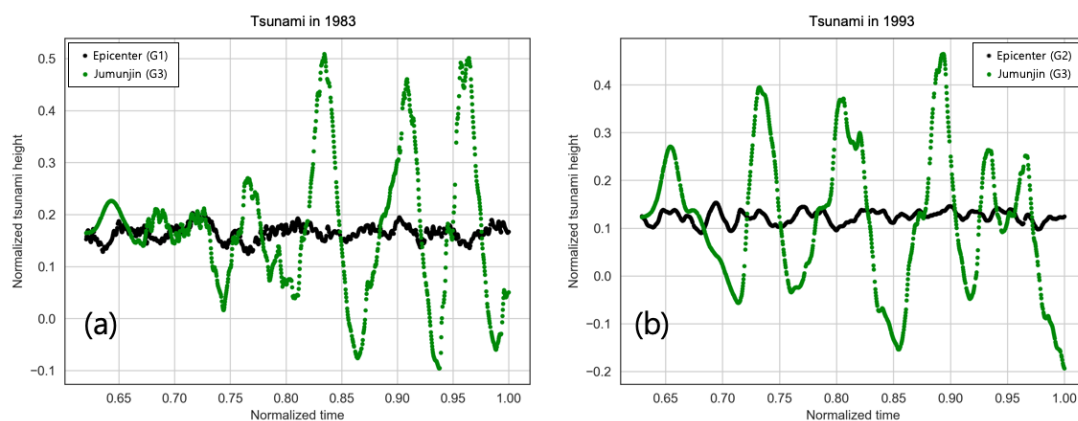 Tsunami in 1983
Epicenter (G1)
Jumunjin (G3)
0.5
0.4
0.3
0.2
0.1
0.0
−0.1
Normalized tsunami height
(a)
0.65 0.70 0.75 0.80 0.85 0.90 0.95 1.00
Normalized time
Tsunami in 1993
Epicenter (G2)
Jumunjin (G3)
0.4
0.3
0.2
0.1
0.0
−0.1
−0.2
Normalized tsunami height
(b)
0.65 0.70 0.75 0.80 0.85 0.90 0.95 1.00
Normalized time